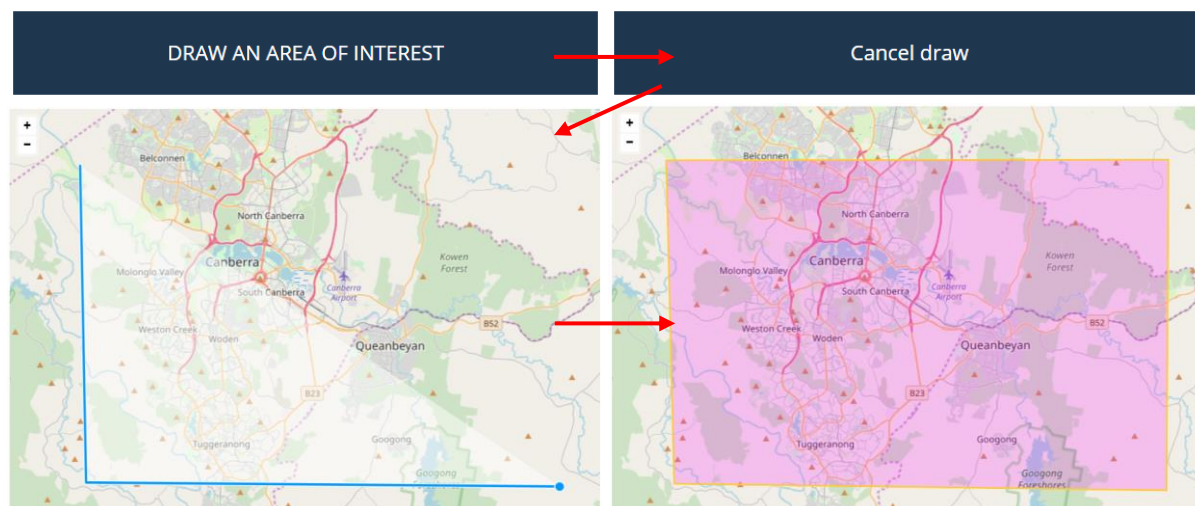 DRAW AN AREA OF INTEREST
Cancel draw
+
−
Belconnen
North Canberra
Canberra
Molonglo Valley
South Canberra
Canberra
Airport
Kowen
Forest
Weston Creek
Woden
B52
Queanbeyan
B23
Tuggeranong
Googong
Googong
Foreshores
+
−
Belconnen
North Canberra
Canberra
Molonglo Valley
South Canberra
Canberra
Airport
Kowen
Forest
Weston Creek
Woden
B52
Queanbeyan
B23
Tuggeranong
Googong
Googong
Foreshores